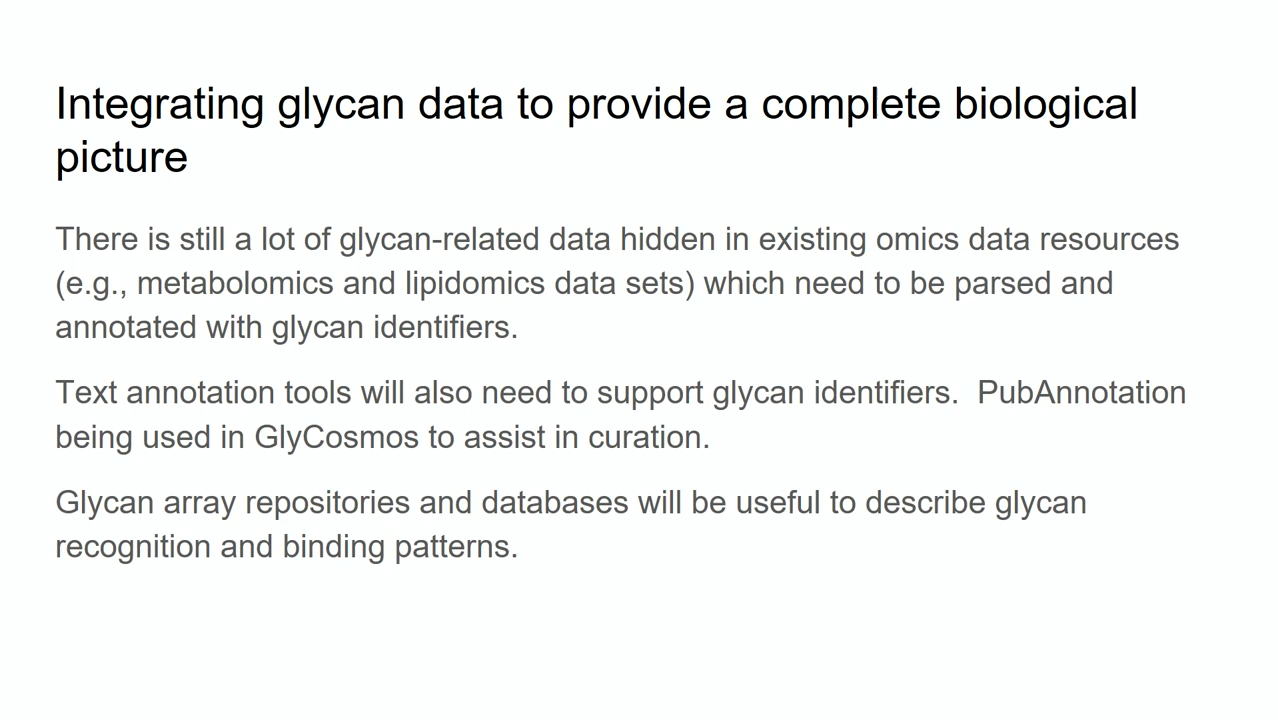 Integrating glycan data to provide a complete biological
picture
There is still a lot of glycan-related data hidden in existing omics data resources
(e.g., metabolomics and lipidomics data sets) which need to be parsed and
annotated with glycan identifiers.
Text annotation tools will also need to support glycan identifiers.  PubAnnotation
being used in GlyCosmos to assist in curation.
Glycan array repositories and databases will be useful to describe glycan
recognition and binding patterns.